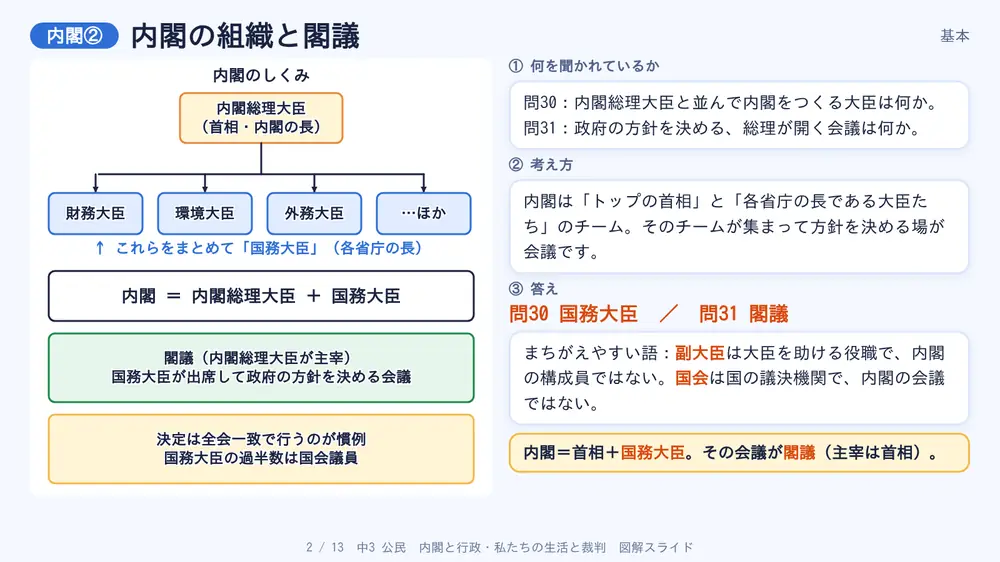 内閣② 内閣の組織と閣議
基本
内閣のしくみ
内閣総理大臣
(首相・内閣の長)
財務大臣 環境大臣 外務大臣 …ほか
↑ これらをまとめて「国務大臣」(各省庁の長)
内閣 = 内閣総理大臣 + 国務大臣
閣議(内閣総理大臣が主宰)
国務大臣が出席して政府の方針を決める会議
決定は全会一致で行うのが慣例
国務大臣の過半数は国会議員
① 何を聞かれているか
問30:内閣総理大臣と並んで内閣をつくる大臣は何か。
問31:政府の方針を決める、総理が開く会議は何か。
② 考え方
内閣は「トップの首相」と「各省庁の長である大臣た
ち」のチーム。そのチームが集まって方針を決める場が
会議です。
③ 答え
問30 国務大臣 / 問31 閣議
まちがえやすい語:副大臣は大臣を助ける役職で、内閣
の構成員ではない。国会は国の議決機関で、内閣の会議
ではない。
内閣=首相+国務大臣。その会議が閣議(主宰は首相)。
2 / 13 中3 公民 内閣と行政・私たちの生活と裁判 図解スライド